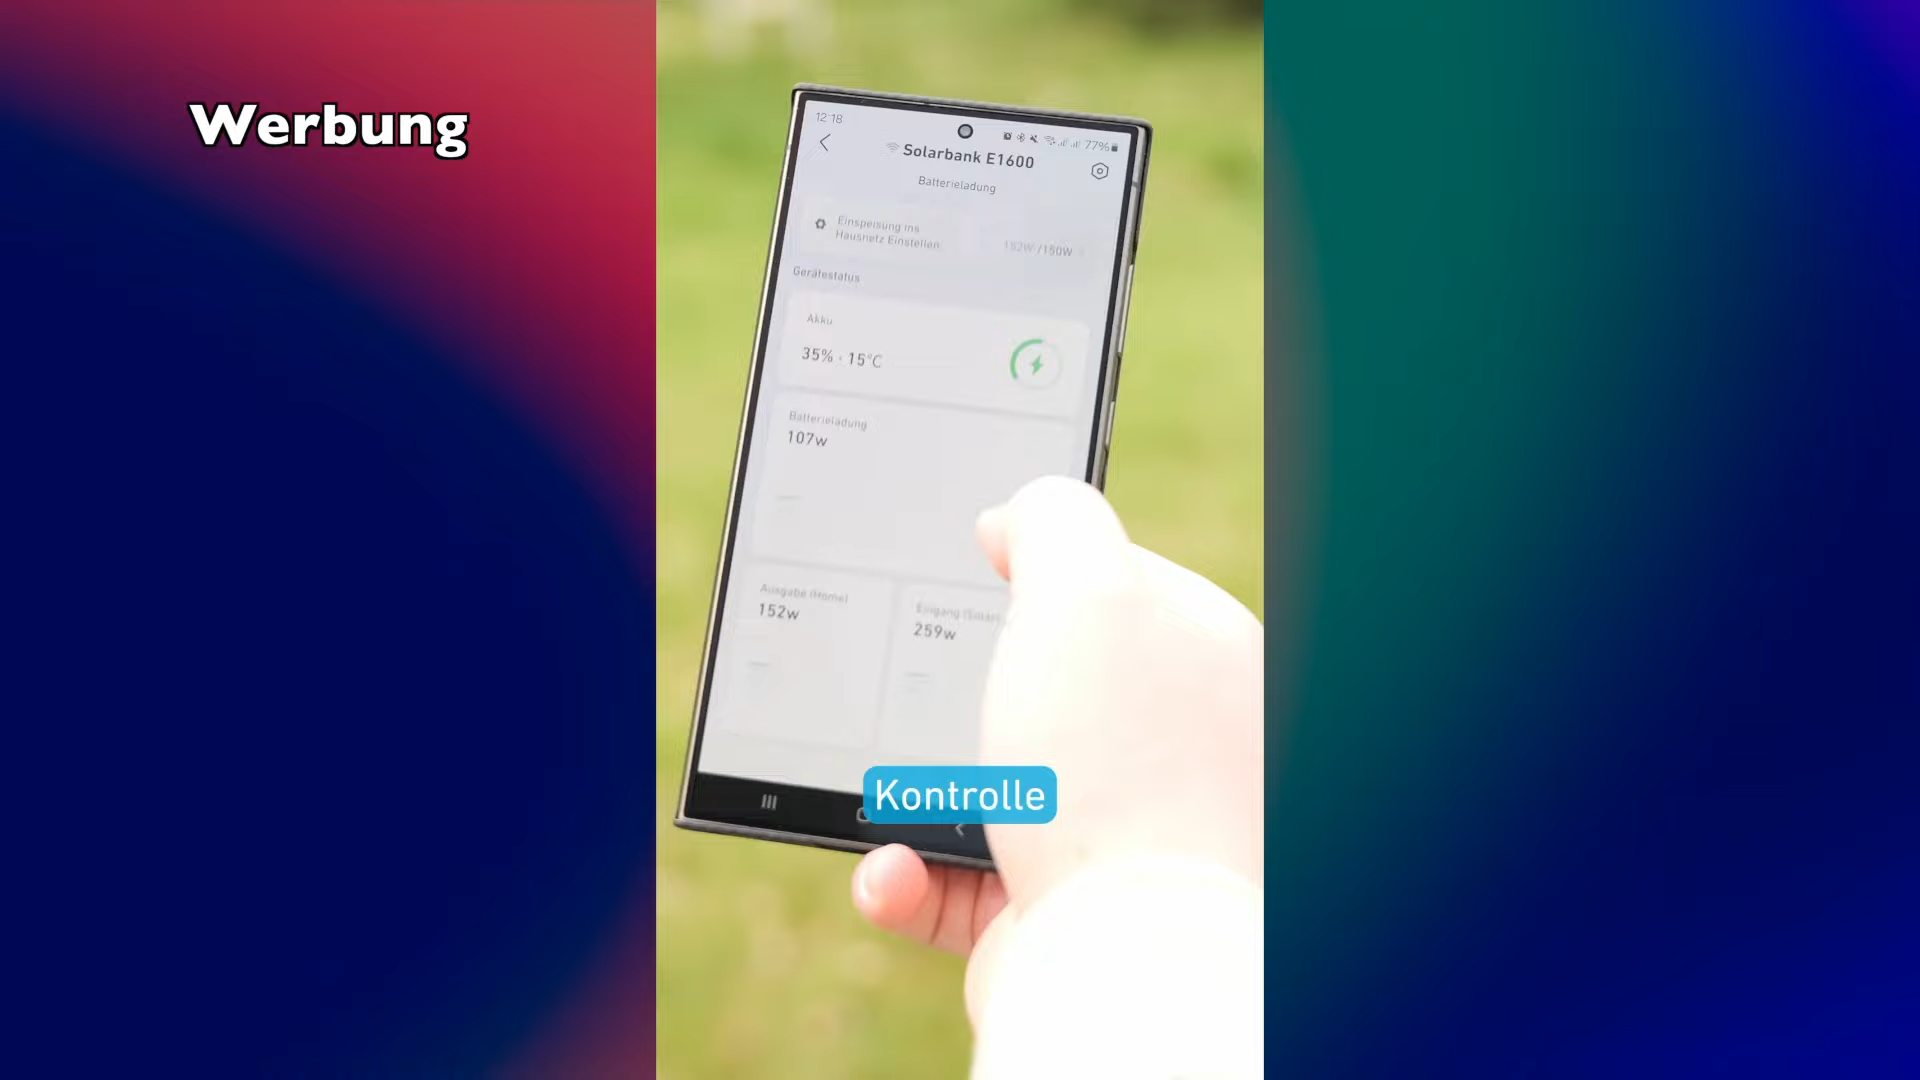 Werbung
12:18
77%
Solarbank E1600
Batterieladung
Einspeisung ins
Hausnetz Einstellen
152W /150W
Gerätestatus
Akku
35% · 15°C
Batterieladung
107w
Ausgabe (Home)
152w
Eingang
259w
Kontrolle